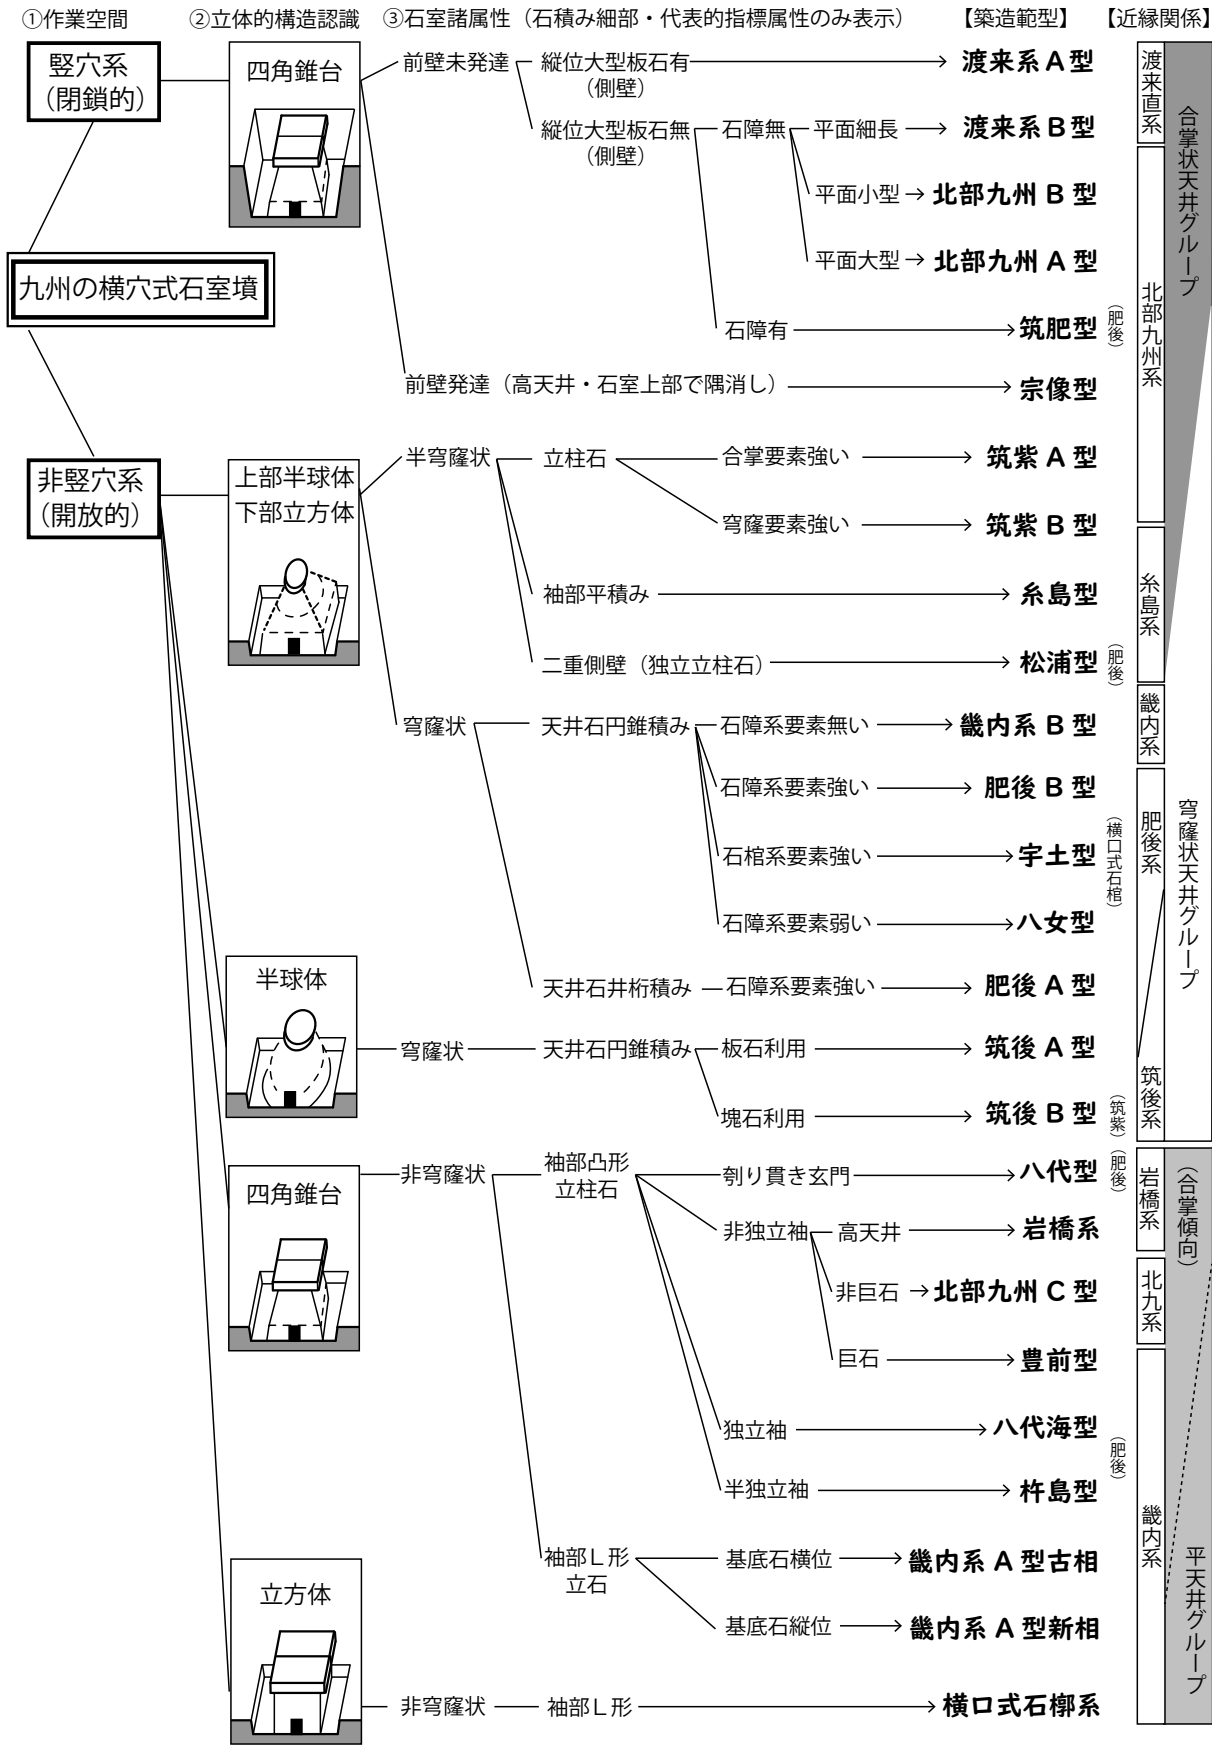 ①作業空間 ②立体的構造認識 ③石室諸属性（石積み細部・代表的指標属性のみ表示） 【築造範型】 【近縁関係】
竪穴系
（閉鎖的）
九州の横穴式石室墳
非竪穴系
（開放的）
四角錐台
前壁未発達
縦位大型板石有
（側壁）
渡来系 A 型
縦位大型板石無
（側壁）
石障無
平面細長
渡来系 B 型
平面小型
北部九州 B 型
平面大型
北部九州 A 型
石障有
筑肥型
（肥後）
前壁発達（高天井・石室上部で隅消し）
宗像型
上部半球体
下部立方体
半穹窿状
立柱石
合掌要素強い
筑紫 A 型
穹窿要素強い
筑紫 B 型
袖部平積み
糸島型
二重側壁（独立立柱石）
松浦型
（肥後）
穹窿状
天井石円錐積み
石障系要素無い
畿内系 B 型
石障系要素強い
肥後 B 型
石棺系要素強い
宇土型
（横口式石棺）
石障系要素弱い
八女型
天井石井桁積み
石障系要素強い
肥後 A 型
半球体
穹窿状
天井石円錐積み
板石利用
筑後 A 型
塊石利用
筑後 B 型
（筑紫）
四角錐台
非穹窿状
袖部凸形
立柱石
刳り貫き玄門
八代型
（肥後）
非独立袖
高天井
岩橋系
非巨石
北部九州 C 型
巨石
豊前型
独立袖
八代海型
（肥後）
半独立袖
杵島型
袖部Ｌ形
立石
基底石横位
畿内系 A 型古相
基底石縦位
畿内系 A 型新相
立方体
非穹窿状
袖部Ｌ形
横口式石槨系
渡来直系
北部九州系
糸島系
畿内系
肥後系
筑後系
岩橋系
北九系
畿内系
合掌状天井グループ
穹窿状天井グループ
（合掌傾向）
平天井グループ